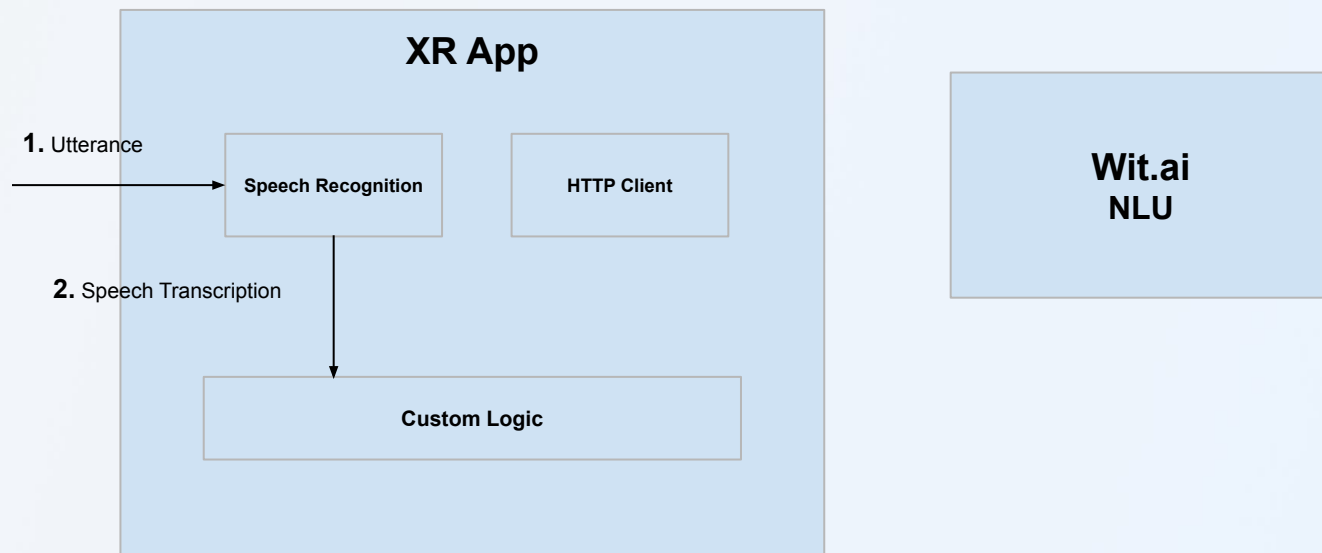 XR App
1. Utterance
Speech Recognition
HTTP Client
Wit.ai
NLU
2. Speech Transcription
Custom Logic